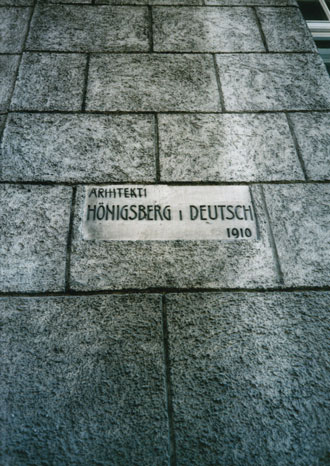 ARHITEKTI
HÖNIGSBERG I DEUTSCH
1910